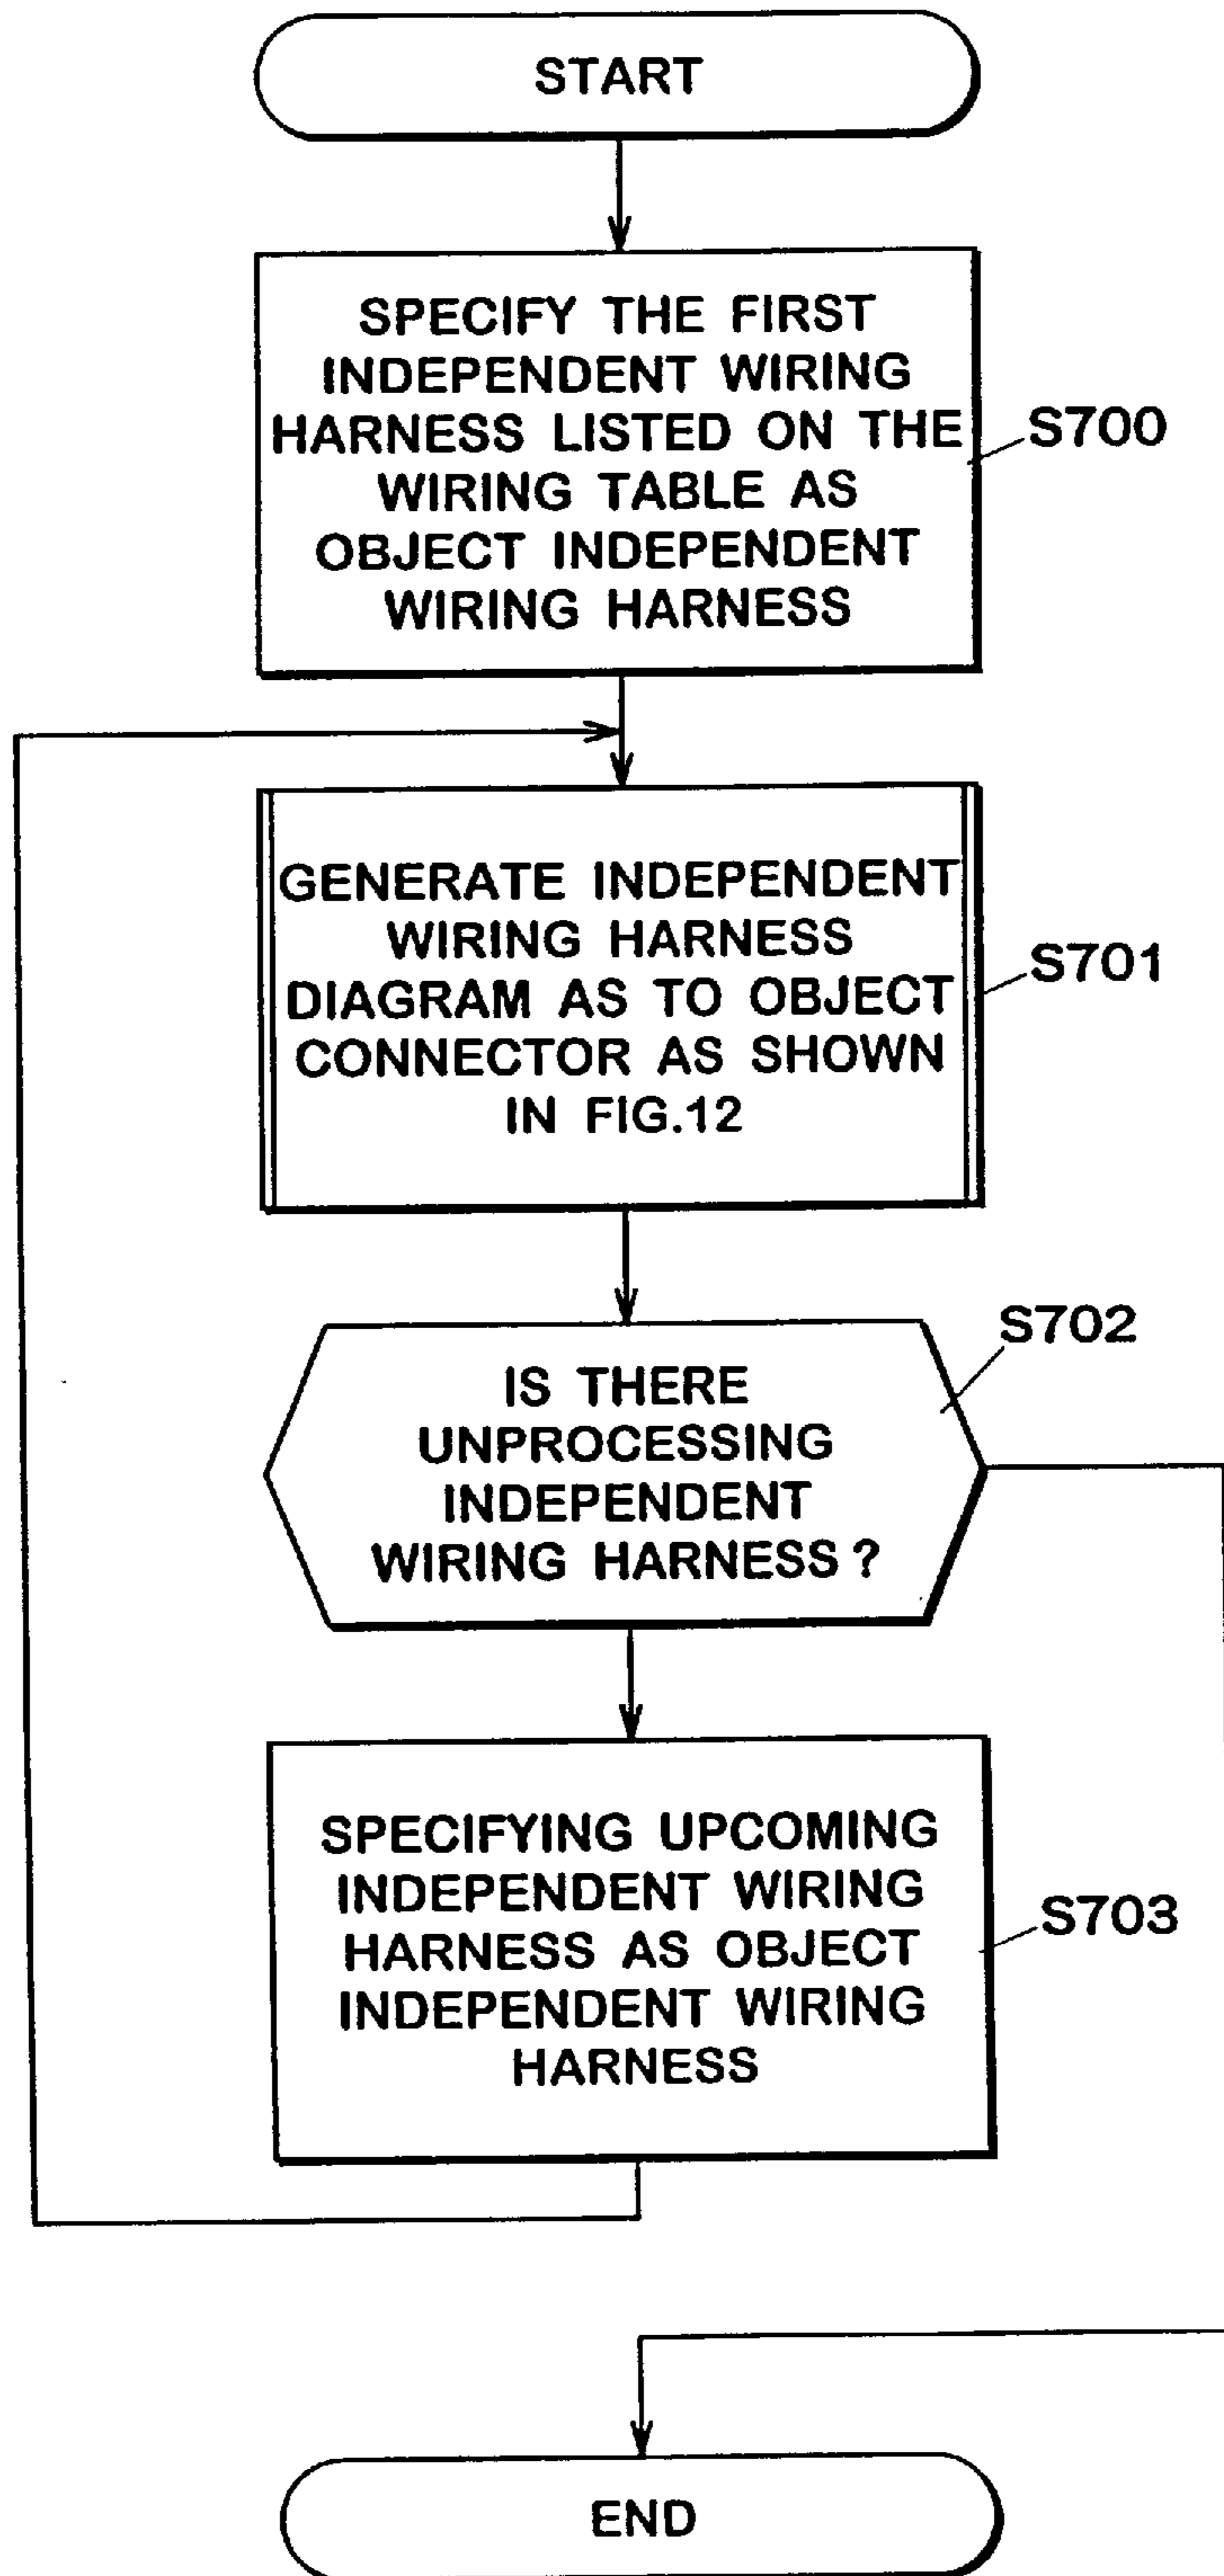 START
SPECIFY THE FIRST
INDEPENDENT WIRING
HARNESS LISTED ON THE
WIRING TABLE AS
OBJECT INDEPENDENT
WIRING HARNESS
S700
GENERATE INDEPENDENT
WIRING HARNESS
DIAGRAM AS TO OBJECT
CONNECTOR AS SHOWN
IN FIG.12
S701
S702
IS THERE
UNPROCESSING
INDEPENDENT
WIRING HARNESS ?
SPECIFYING UPCOMING
INDEPENDENT WIRING
HARNESS AS OBJECT
INDEPENDENT WIRING
HARNESS
S703
END